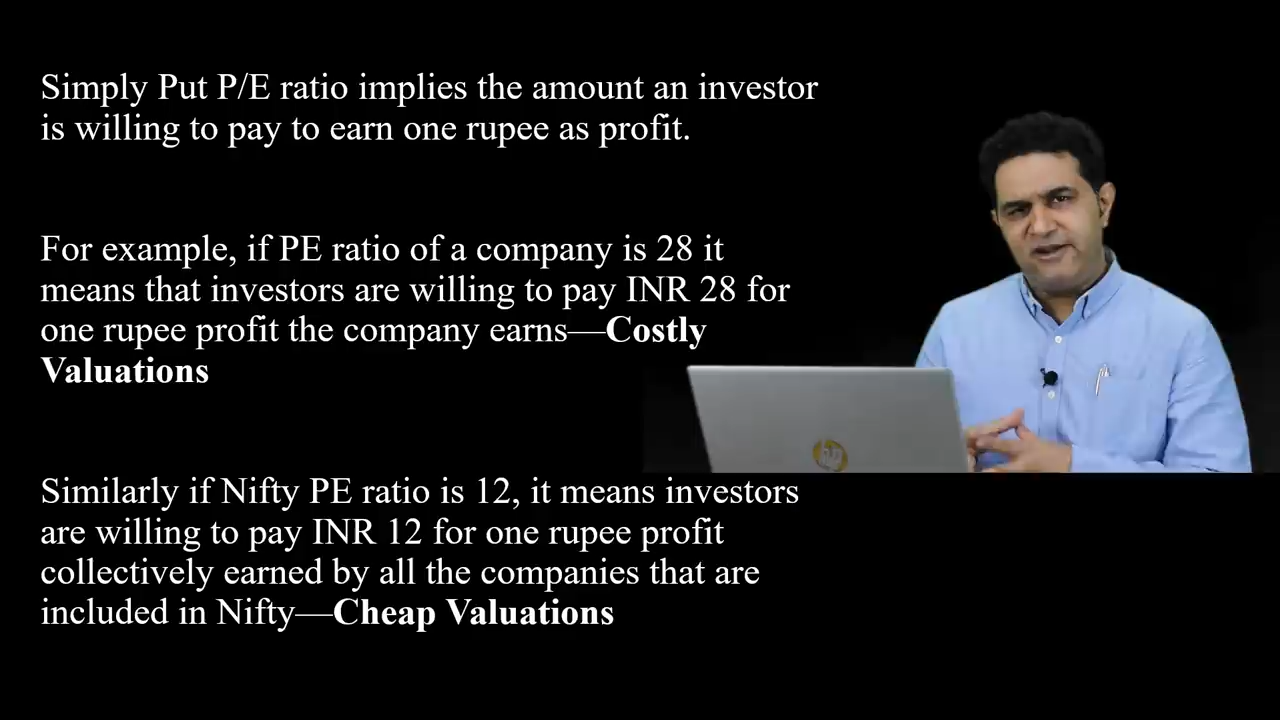 Simply Put P/E ratio implies the amount an investor
is willing to pay to earn one rupee as profit.
For example, if PE ratio of a company is 28 it
means that investors are willing to pay INR 28 for
one rupee profit the company earns—Costly
Valuations
Similarly if Nifty PE ratio is 12, it means investors
are willing to pay INR 12 for one rupee profit
collectively earned by all the companies that are
included in Nifty—Cheap Valuations
hp